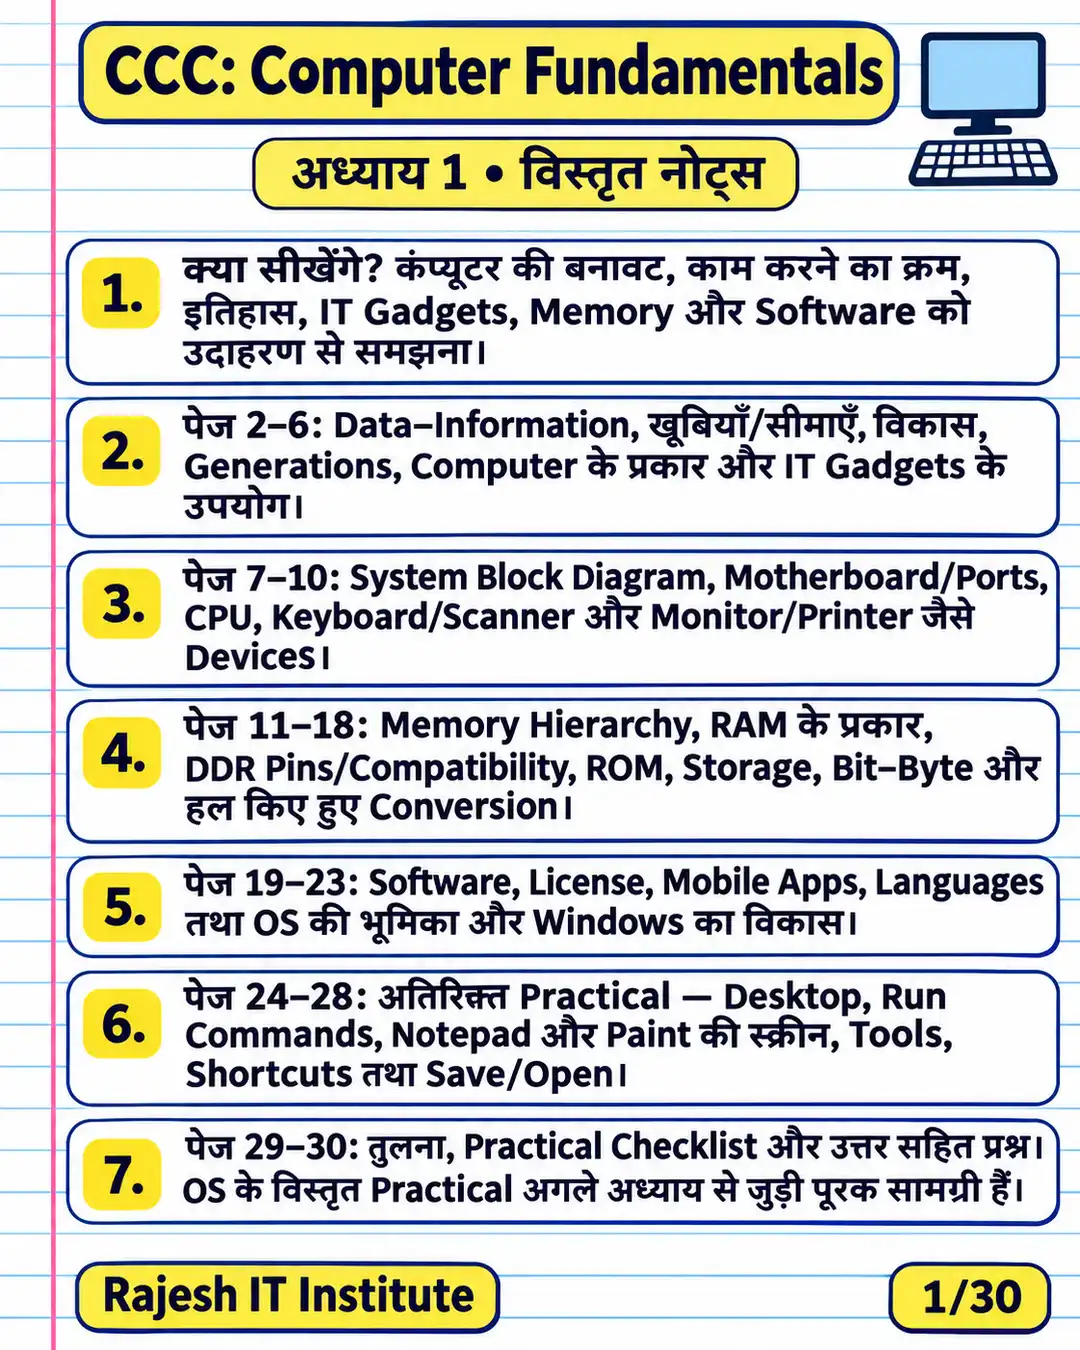 CCC: Computer Fundamentals
अध्याय 1 • विस्तृत नोट्स
1.
क्या सीखेंगे? कंप्यूटर की बनावट, काम करने का क्रम,
इतिहास, IT Gadgets, Memory और Software को
उदाहरण से समझना।
2.
पेज 2–6: Data–Information, खूबियाँ/सीमाएँ, विकास,
Generations, Computer के प्रकार और IT Gadgets के
उपयोग।
3.
पेज 7–10: System Block Diagram, Motherboard/Ports,
CPU, Keyboard/Scanner और Monitor/Printer जैसे
Devices।
4.
पेज 11–18: Memory Hierarchy, RAM के प्रकार,
DDR Pins/Compatibility, ROM, Storage, Bit–Byte और
हल किए हुए Conversion।
5.
पेज 19–23: Software, License, Mobile Apps, Languages
तथा OS की भूमिका और Windows का विकास।
6.
पेज 24–28: अतिरिक्त Practical — Desktop, Run
Commands, Notepad और Paint की स्क्रीन, Tools,
Shortcuts तथा Save/Open।
7.
पेज 29–30: तुलना, Practical Checklist और उत्तर सहित प्रश्न।
OS के विस्तृत Practical अगले अध्याय से जुड़ी पूरक सामग्री हैं।
Rajesh IT Institute
1/30